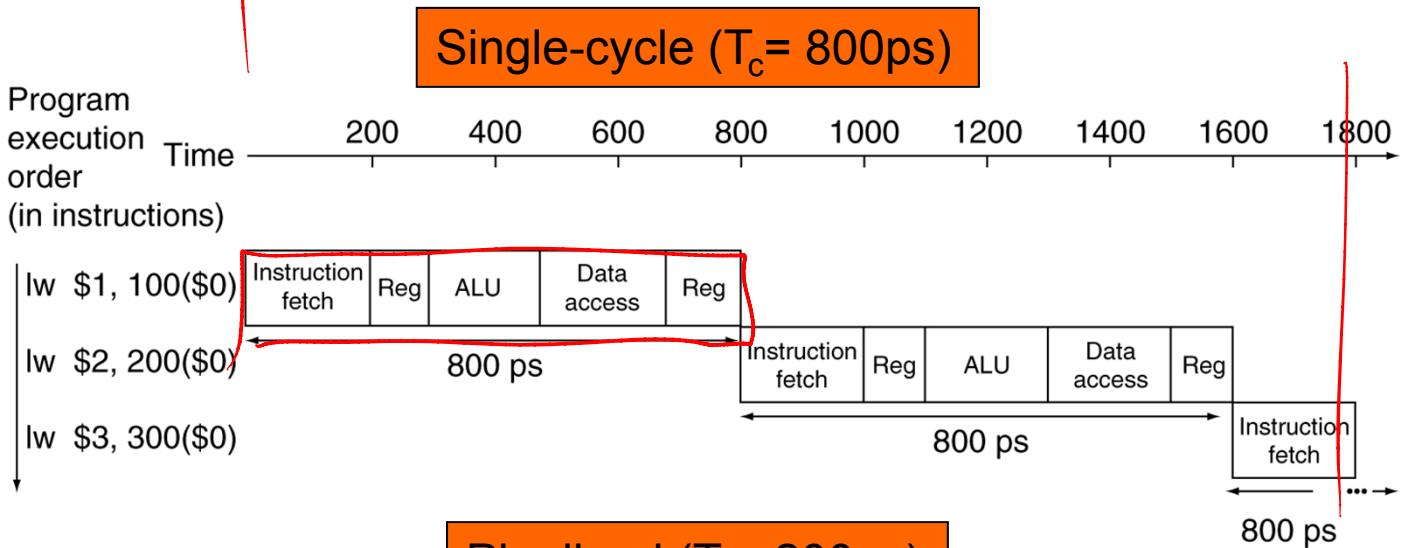 Single-cycle (Tc= 800ps)
Program
execution
order
(in instructions)
Time
200 400 600 800 1000 1200 1400 1600 1800
lw $1, 100($0)
Instruction
fetch
Reg
ALU
Data
access
Reg
800 ps
lw $2, 200($0)
Instruction
fetch
Reg
ALU
Data
access
Reg
800 ps
lw $3, 300($0)
Instruction
fetch
...
800 ps